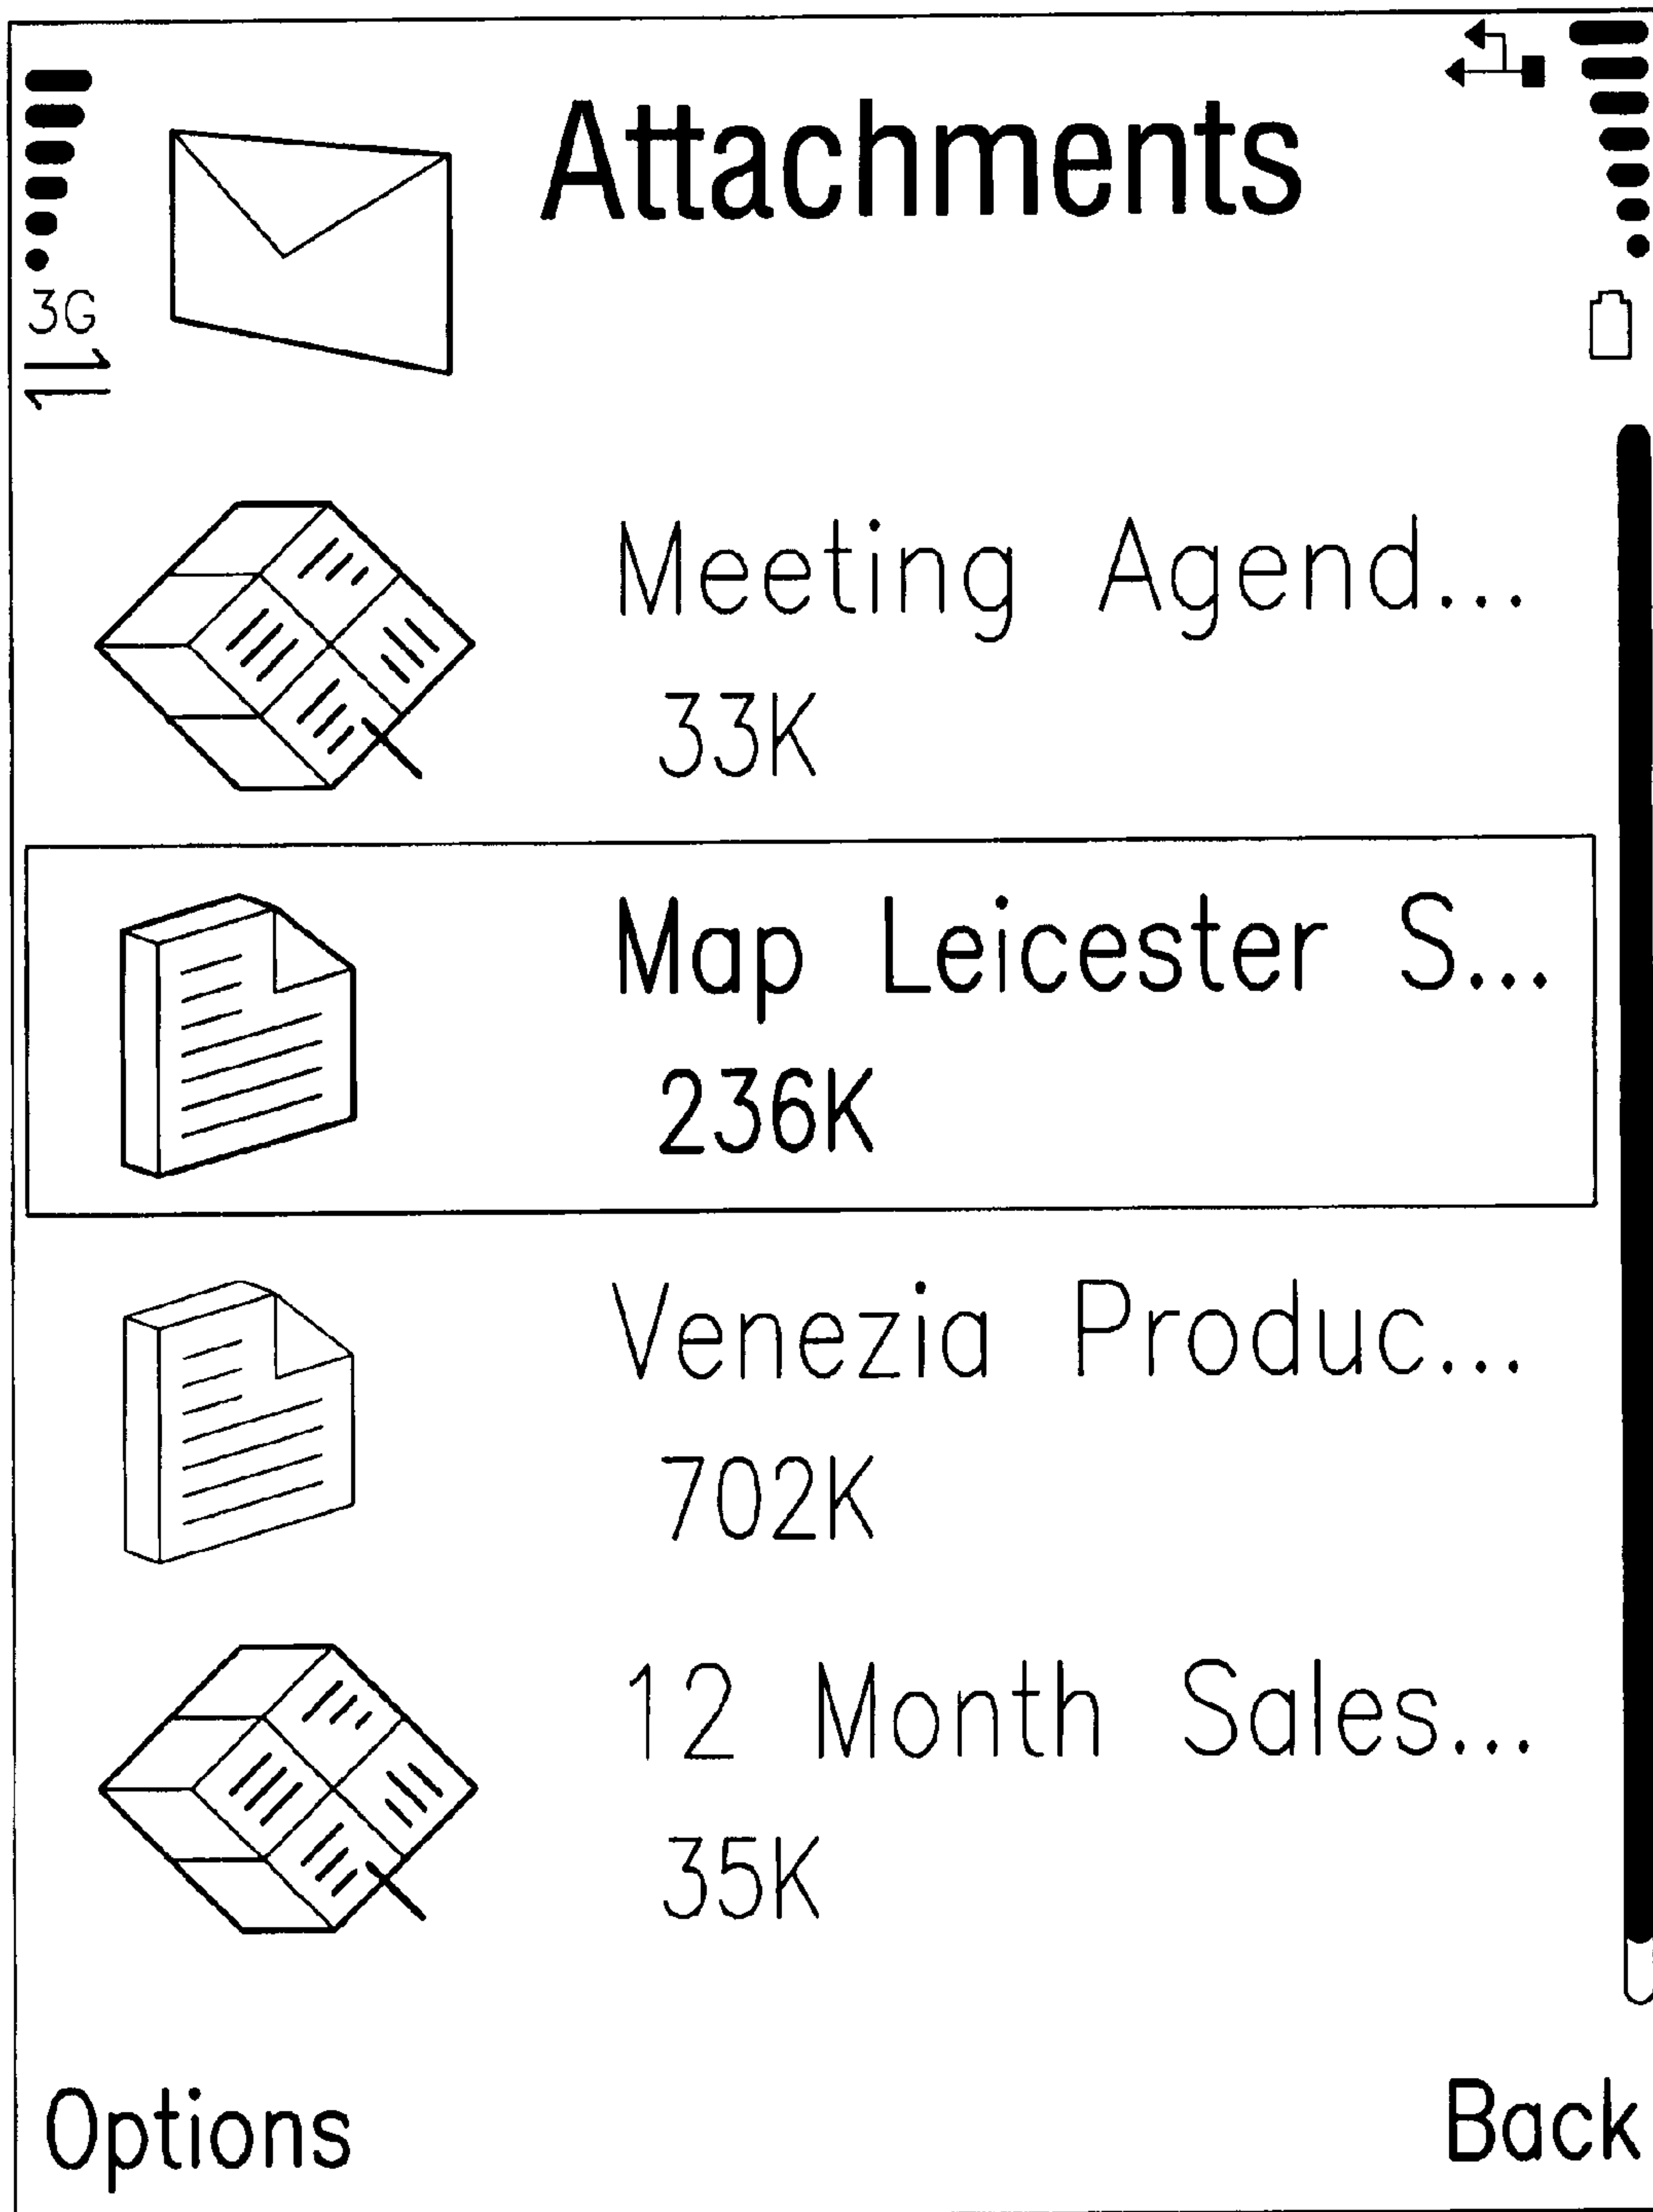 Attachments
3G
Meeting Agend...
33K
Map Leicester S...
236K
Venezia Produc...
702K
12 Month Sales...
35K
Options
Back